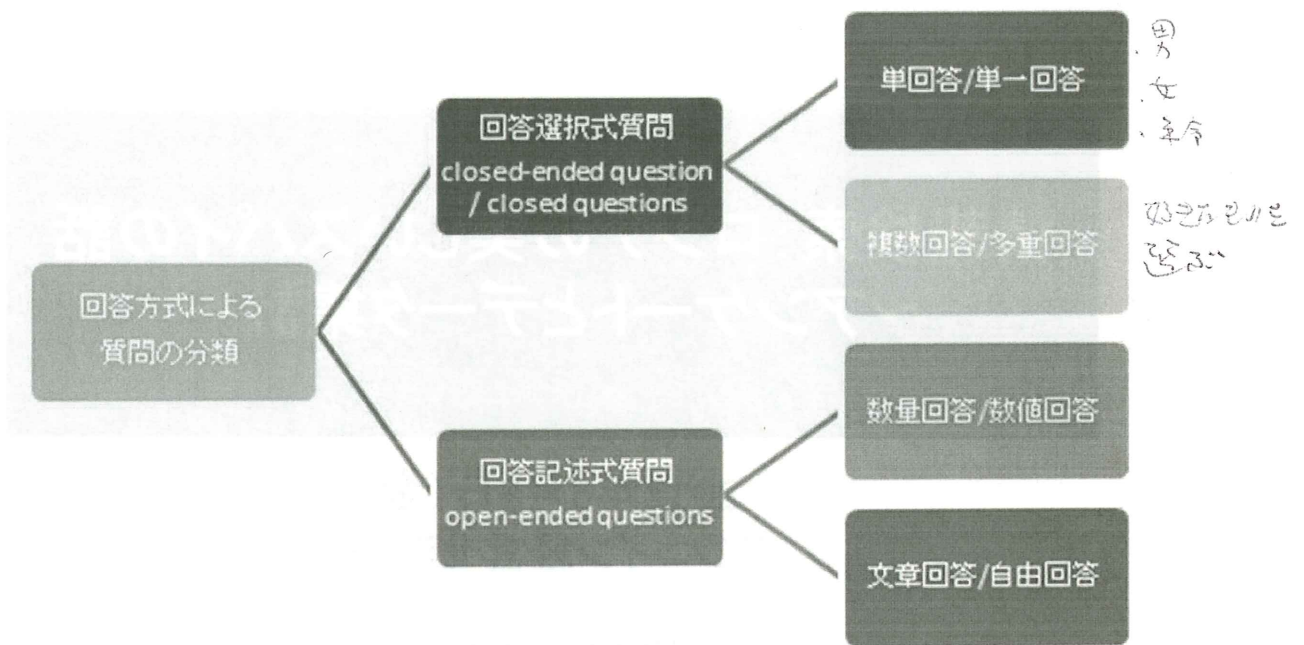 回答方式による
質問の分類
回答選択式質問
closed-ended question
/ closed questions
回答記述式質問
open-ended questions
単回答/単一回答
・男
・女
・年令
複数回答/多重回答
好きなモノを
選ぶ
数量回答/数値回答
文章回答/自由回答